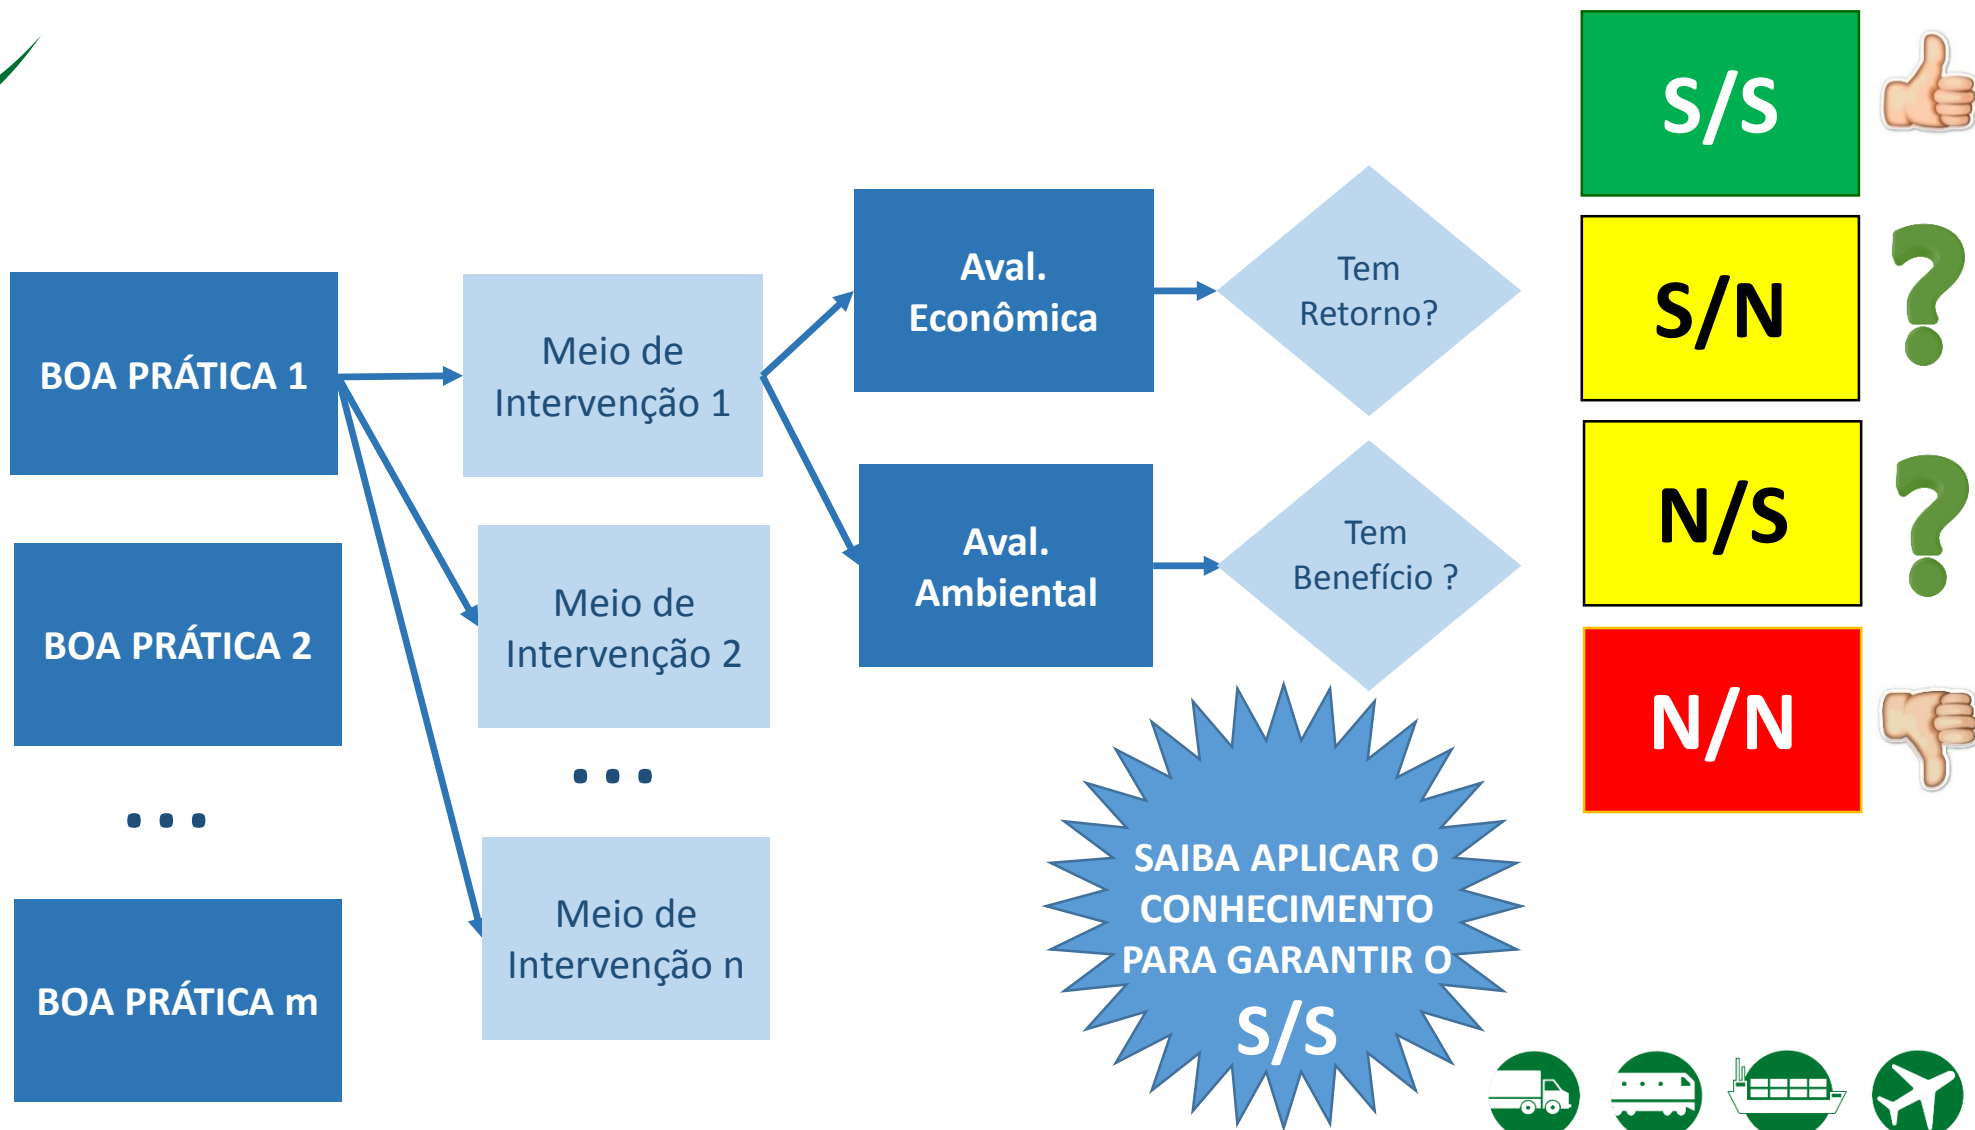 BOA PRÁTICA 1
BOA PRÁTICA 2
...
BOA PRÁTICA m
Meio de
Intervenção 1
Meio de
Intervenção 2
...
Meio de
Intervenção n
Aval.
Econômica
Aval.
Ambiental
Tem
Retorno?
Tem
Benefício ?
S/S
S/N
N/S
N/N
SAIBA APLICAR O
CONHECIMENTO
PARA GARANTIR O
S/S